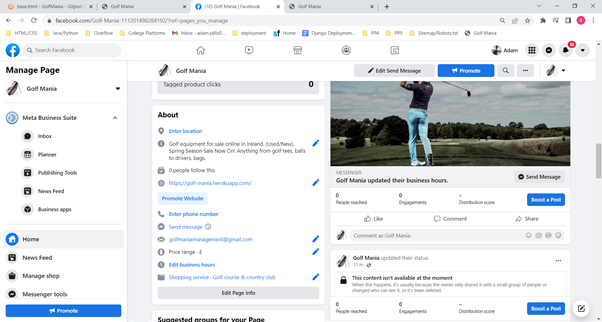 base.html - GolfMania - Gitpod
Golf Mania
(10) Golf Mania | Facebook
Golf Mania
facebook.com/Golf-Mania-111201498284192/?ref=pages_you_manage
HTML/CSS
Java/Python
Overflow
College Platforms
Django Deploymen...
PP4
PP5
Sitemap/Robots.txt
Golf Mania
Search Facebook
Adam
10
Manage Page
Golf Mania
Meta Business Suite
Inbox
Planner
Publishing Tools
News Feed
Business apps
Home
News Feed
Manage shop
Messenger tools
Promote
Golf Mania
Edit Send Message
Promote
Tagged product clicks
0
About
Enter location
Golf equipment for sale online in Ireland. (Used/New).
Spring Season Sale Now On! Anything from golf tees, balls
to drivers, bags.
0 people follow this
https://golf-mania.herokuapp.com/
Promote Website
Enter phone number
Send message
golfmaniamanagement@gmail.com
Price range · £
Edit business hours
Shopping service · Golf course & country club
Edit Page Info
Suggested groups for your Page
MESSENGER
Golf Mania updated their business hours.
Send Message
0
People reached
0
Engagements
–
Distribution score
Boost a Post
Like
Comment
Share
Comment as Golf Mania
Golf Mania updated their status.
11 m ·
This content isn't available at the moment
When this happens, it's usually because the owner only shared it with a small group of people or
changed who can see it, or it's been deleted.
0
People reached
0
Engagements
–
Distribution score
Boost a Post